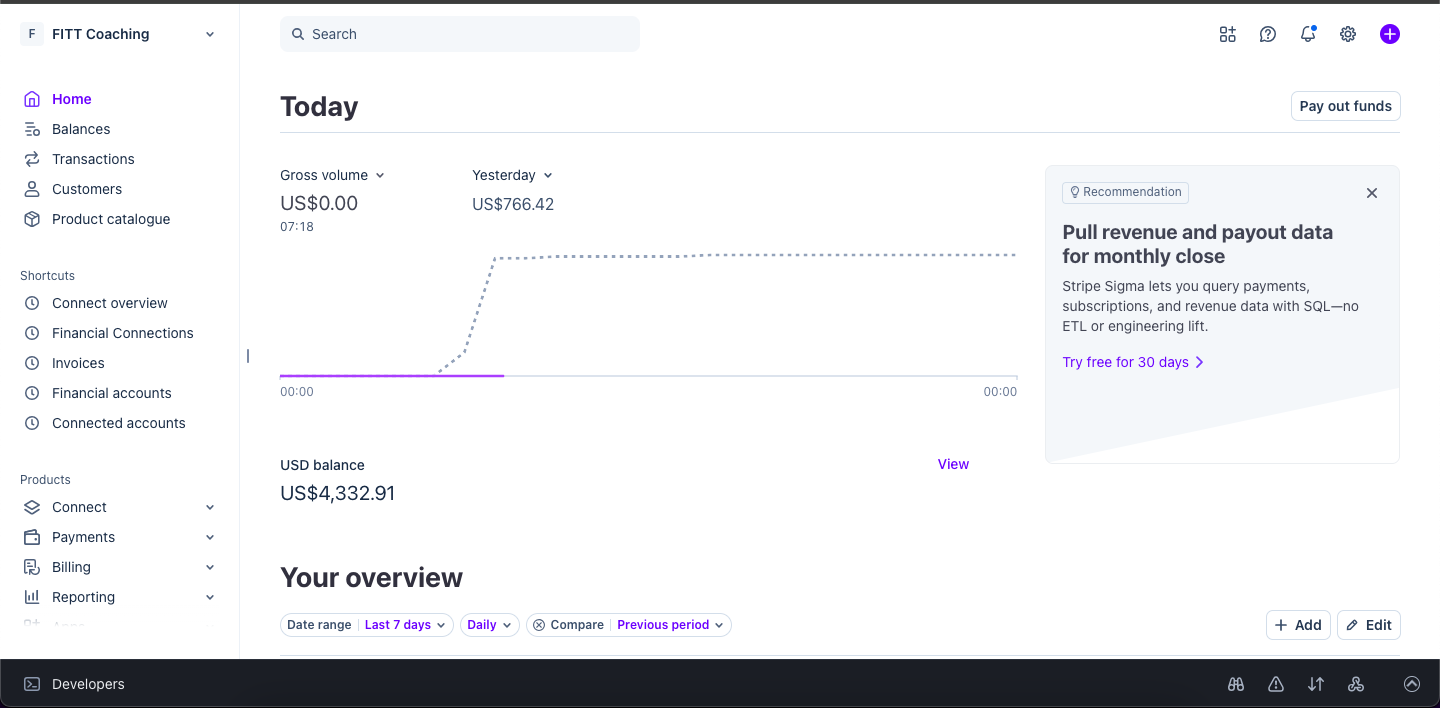 F FITT Coaching
Search
Home
Balances
Transactions
Customers
Product catalogue
Shortcuts
Connect overview
Financial Connections
Invoices
Financial accounts
Connected accounts
Products
Connect
Payments
Billing
Reporting
Today
Pay out funds
Gross volume
US$0.00
07:18
Yesterday
US$766.42
00:00 00:00
Recommendation
Pull revenue and payout data
for monthly close
Stripe Sigma lets you query payments,
subscriptions, and revenue data with SQL—no
ETL or engineering lift.
Try free for 30 days
USD balance View
US$4,332.91
Your overview
Date range Last 7 days Daily Compare Previous period Add Edit
Developers